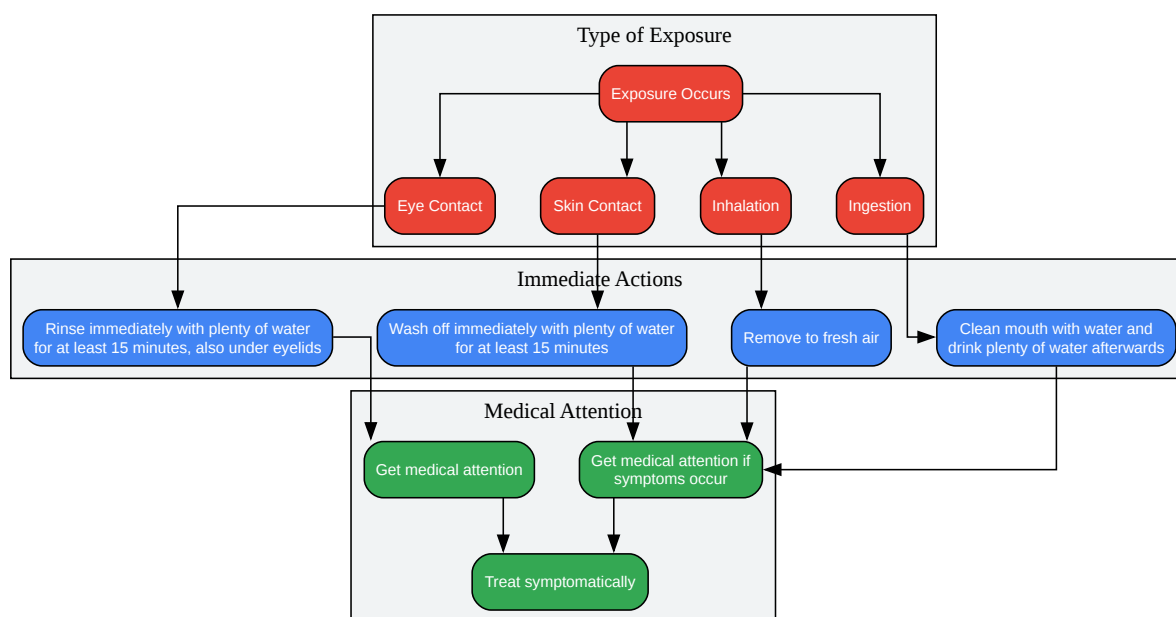 Type of Exposure
Exposure Occurs
Eye Contact
Skin Contact
Inhalation
Ingestion
Immediate Actions
Rinse immediately with plenty of water
for at least 15 minutes, also under eyelids
Wash off immediately with plenty of water
for at least 15 minutes
Remove to fresh air
Clean mouth with water and
drink plenty of water afterwards
Medical Attention
Get medical attention
Get medical attention if
symptoms occur
Treat symptomatically